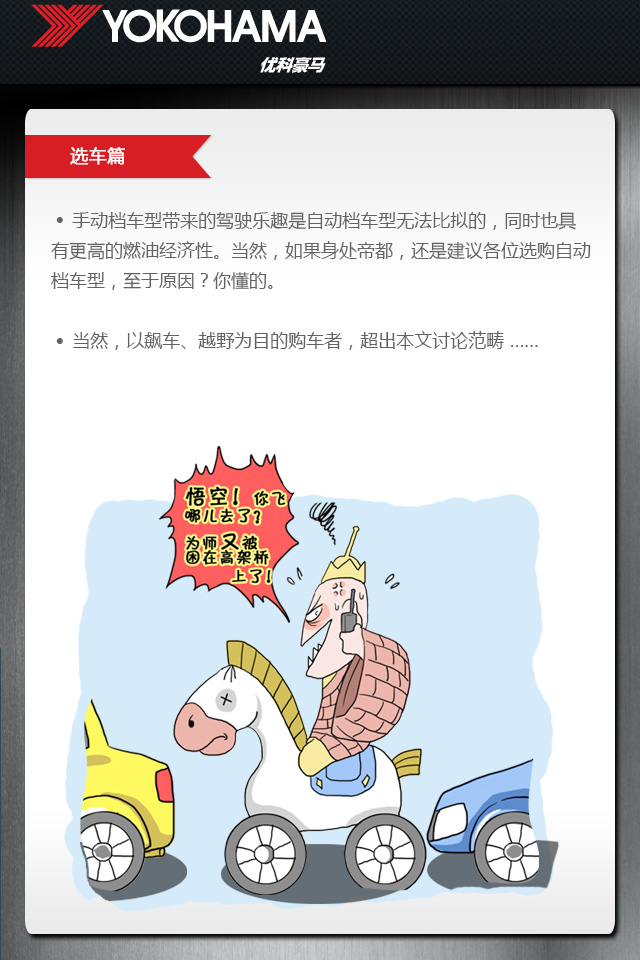 YOKOHAMA
优科豪马
选车篇
• 手动档车型带来的驾驶乐趣是自动档车型无法比拟的，同时也具
有更高的燃油经济性。当然，如果身处帝都，还是建议各位选购自动
档车型，至于原因？你懂的。
• 当然，以飙车、越野为目的购车者，超出本文讨论范畴 ......
悟空！你飞
哪儿去了？
为师又被
困在高架桥
上了！